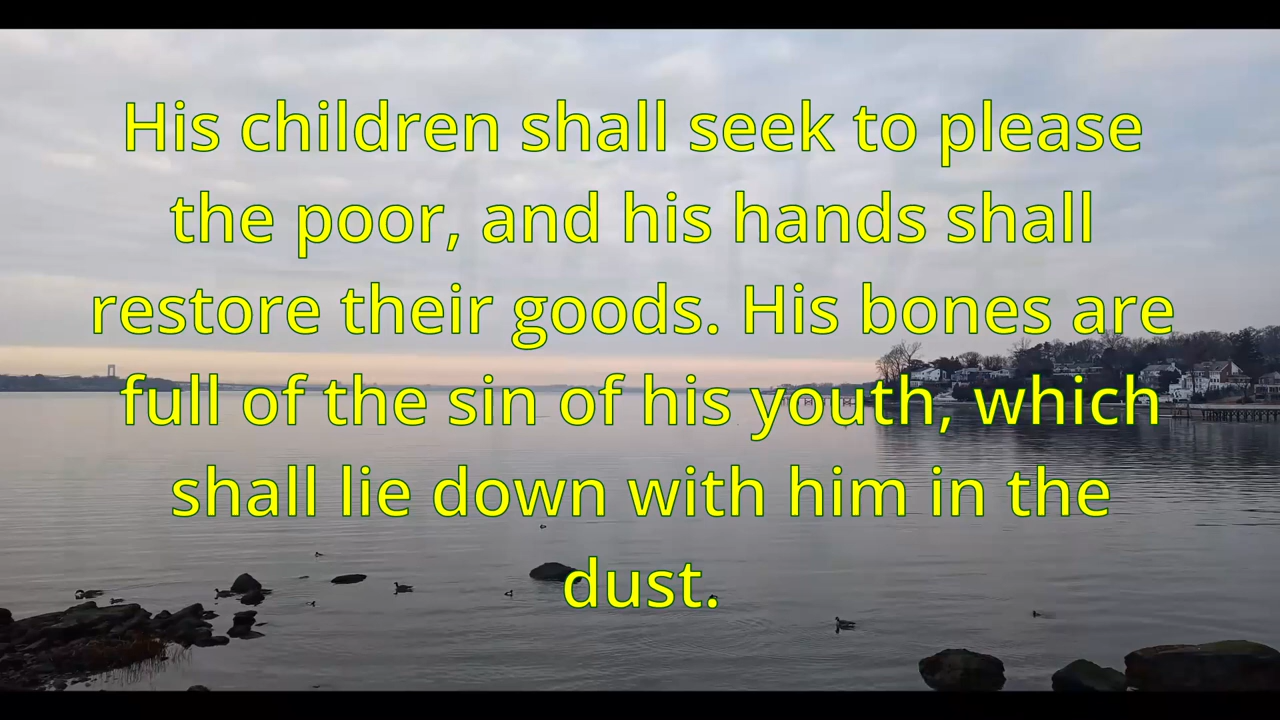 His children shall seek to please
the poor, and his hands shall
restore their goods. His bones are
full of the sin of his youth, which
shall lie down with him in the
dust.